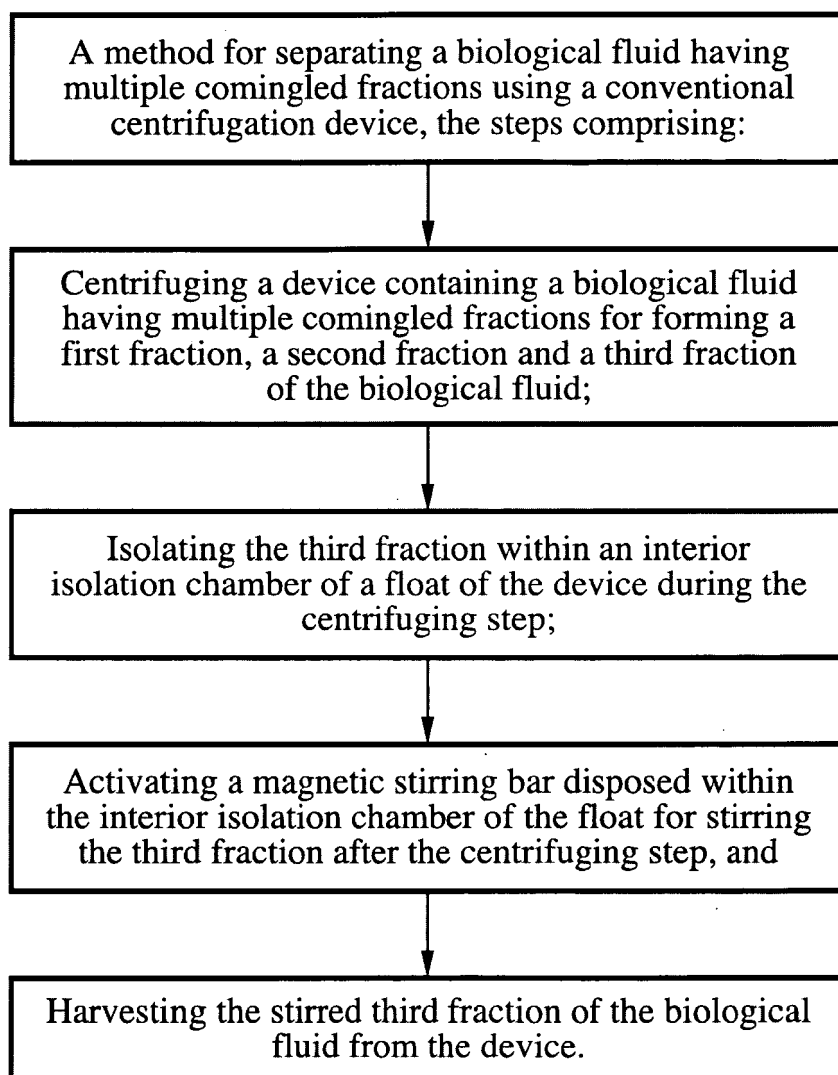 A method for separating a biological fluid having
multiple comingled fractions using a conventional
centrifugation device, the steps comprising:
Centrifuging a device containing a biological fluid
having multiple comingled fractions for forming a
first fraction, a second fraction and a third fraction
of the biological fluid;
Isolating the third fraction within an interior
isolation chamber of a float of the device during the
centrifuging step;
Activating a magnetic stirring bar disposed within
the interior isolation chamber of the float for stirring
the third fraction after the centrifuging step, and
Harvesting the stirred third fraction of the biological
fluid from the device.